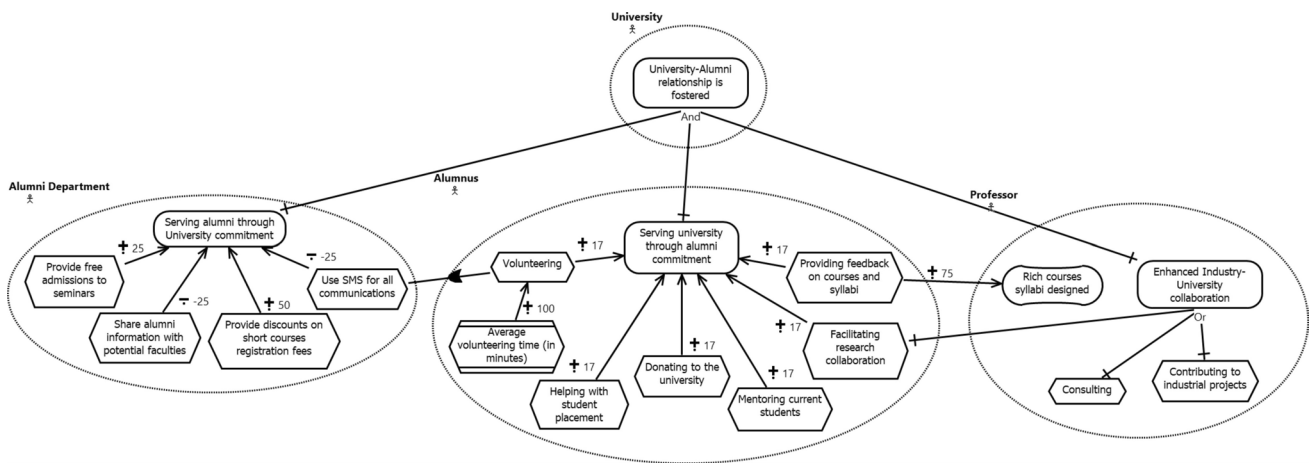 University
University-Alumni
relationship is
fostered
And
Alumni Department
Alumnus
Professor
Serving alumni through
University commitment
25
-25
Provide free
admissions to
seminars
Use SMS for all
communications
-25
50
Share alumni
information with
potential faculties
Provide discounts on
short courses
registration fees
Serving university
through alumni
commitment
17
Volunteering
17
Providing feedback
on courses and
syllabi
75
100
Average
volunteering time (in
minutes)
17
Facilitating
research
collaboration
17
Helping with
student
placement
17
Donating to the
university
17
Mentoring current
students
Rich courses
syllabi designed
Enhanced Industry-
University
collaboration
Or
Consulting
Contributing to
industrial projects